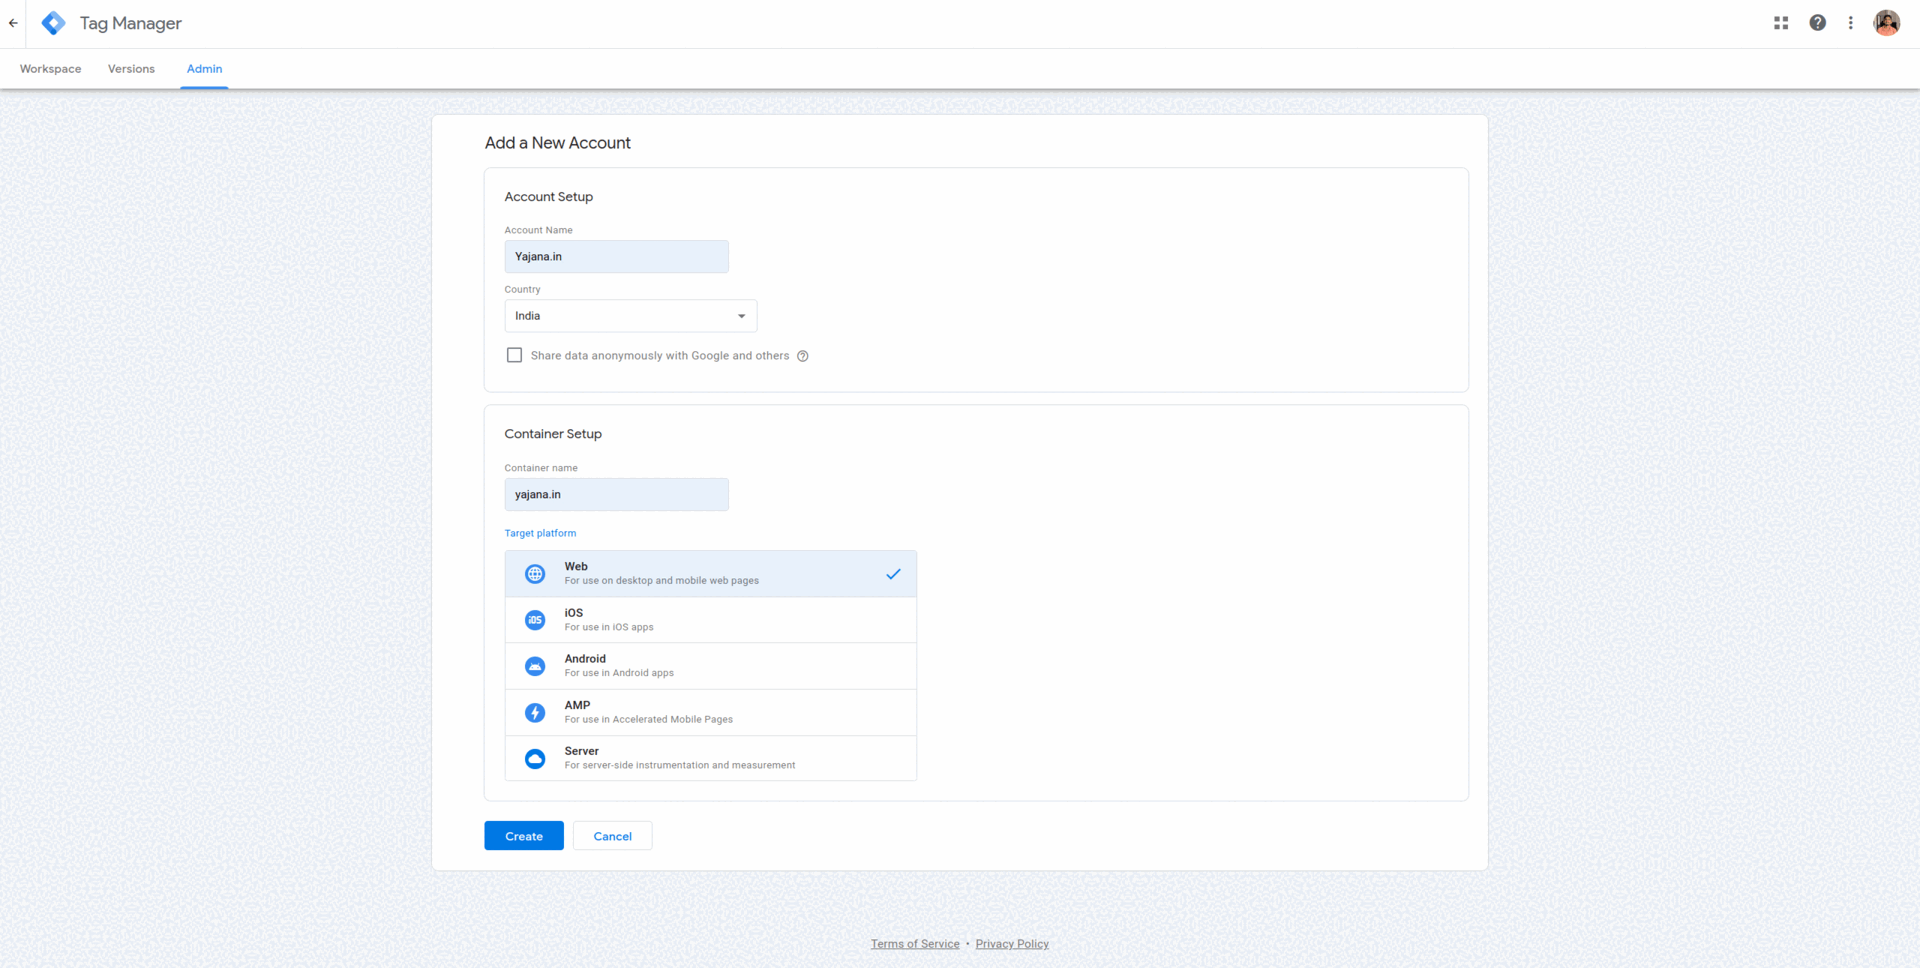 Tag Manager
Workspace Versions Admin
Add a New Account
Account Setup
Account Name
Yajana.in
Country
India
Share data anonymously with Google and others
Container Setup
Container name
yajana.in
Target platform
Web
For use on desktop and mobile web pages
iOS
iOS
For use in iOS apps
Android
For use in Android apps
AMP
For use in Accelerated Mobile Pages
Server
For server-side instrumentation and measurement
Create Cancel
Terms of Service • Privacy Policy